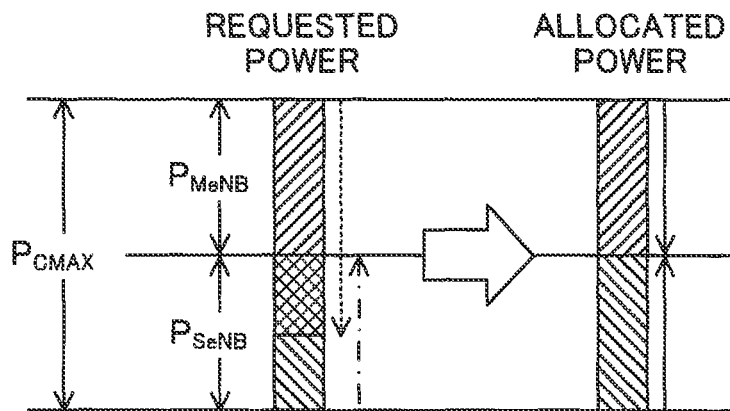 REQUESTED
POWER
ALLOCATED
POWER
PMeNB
PCMAX
PSeNB